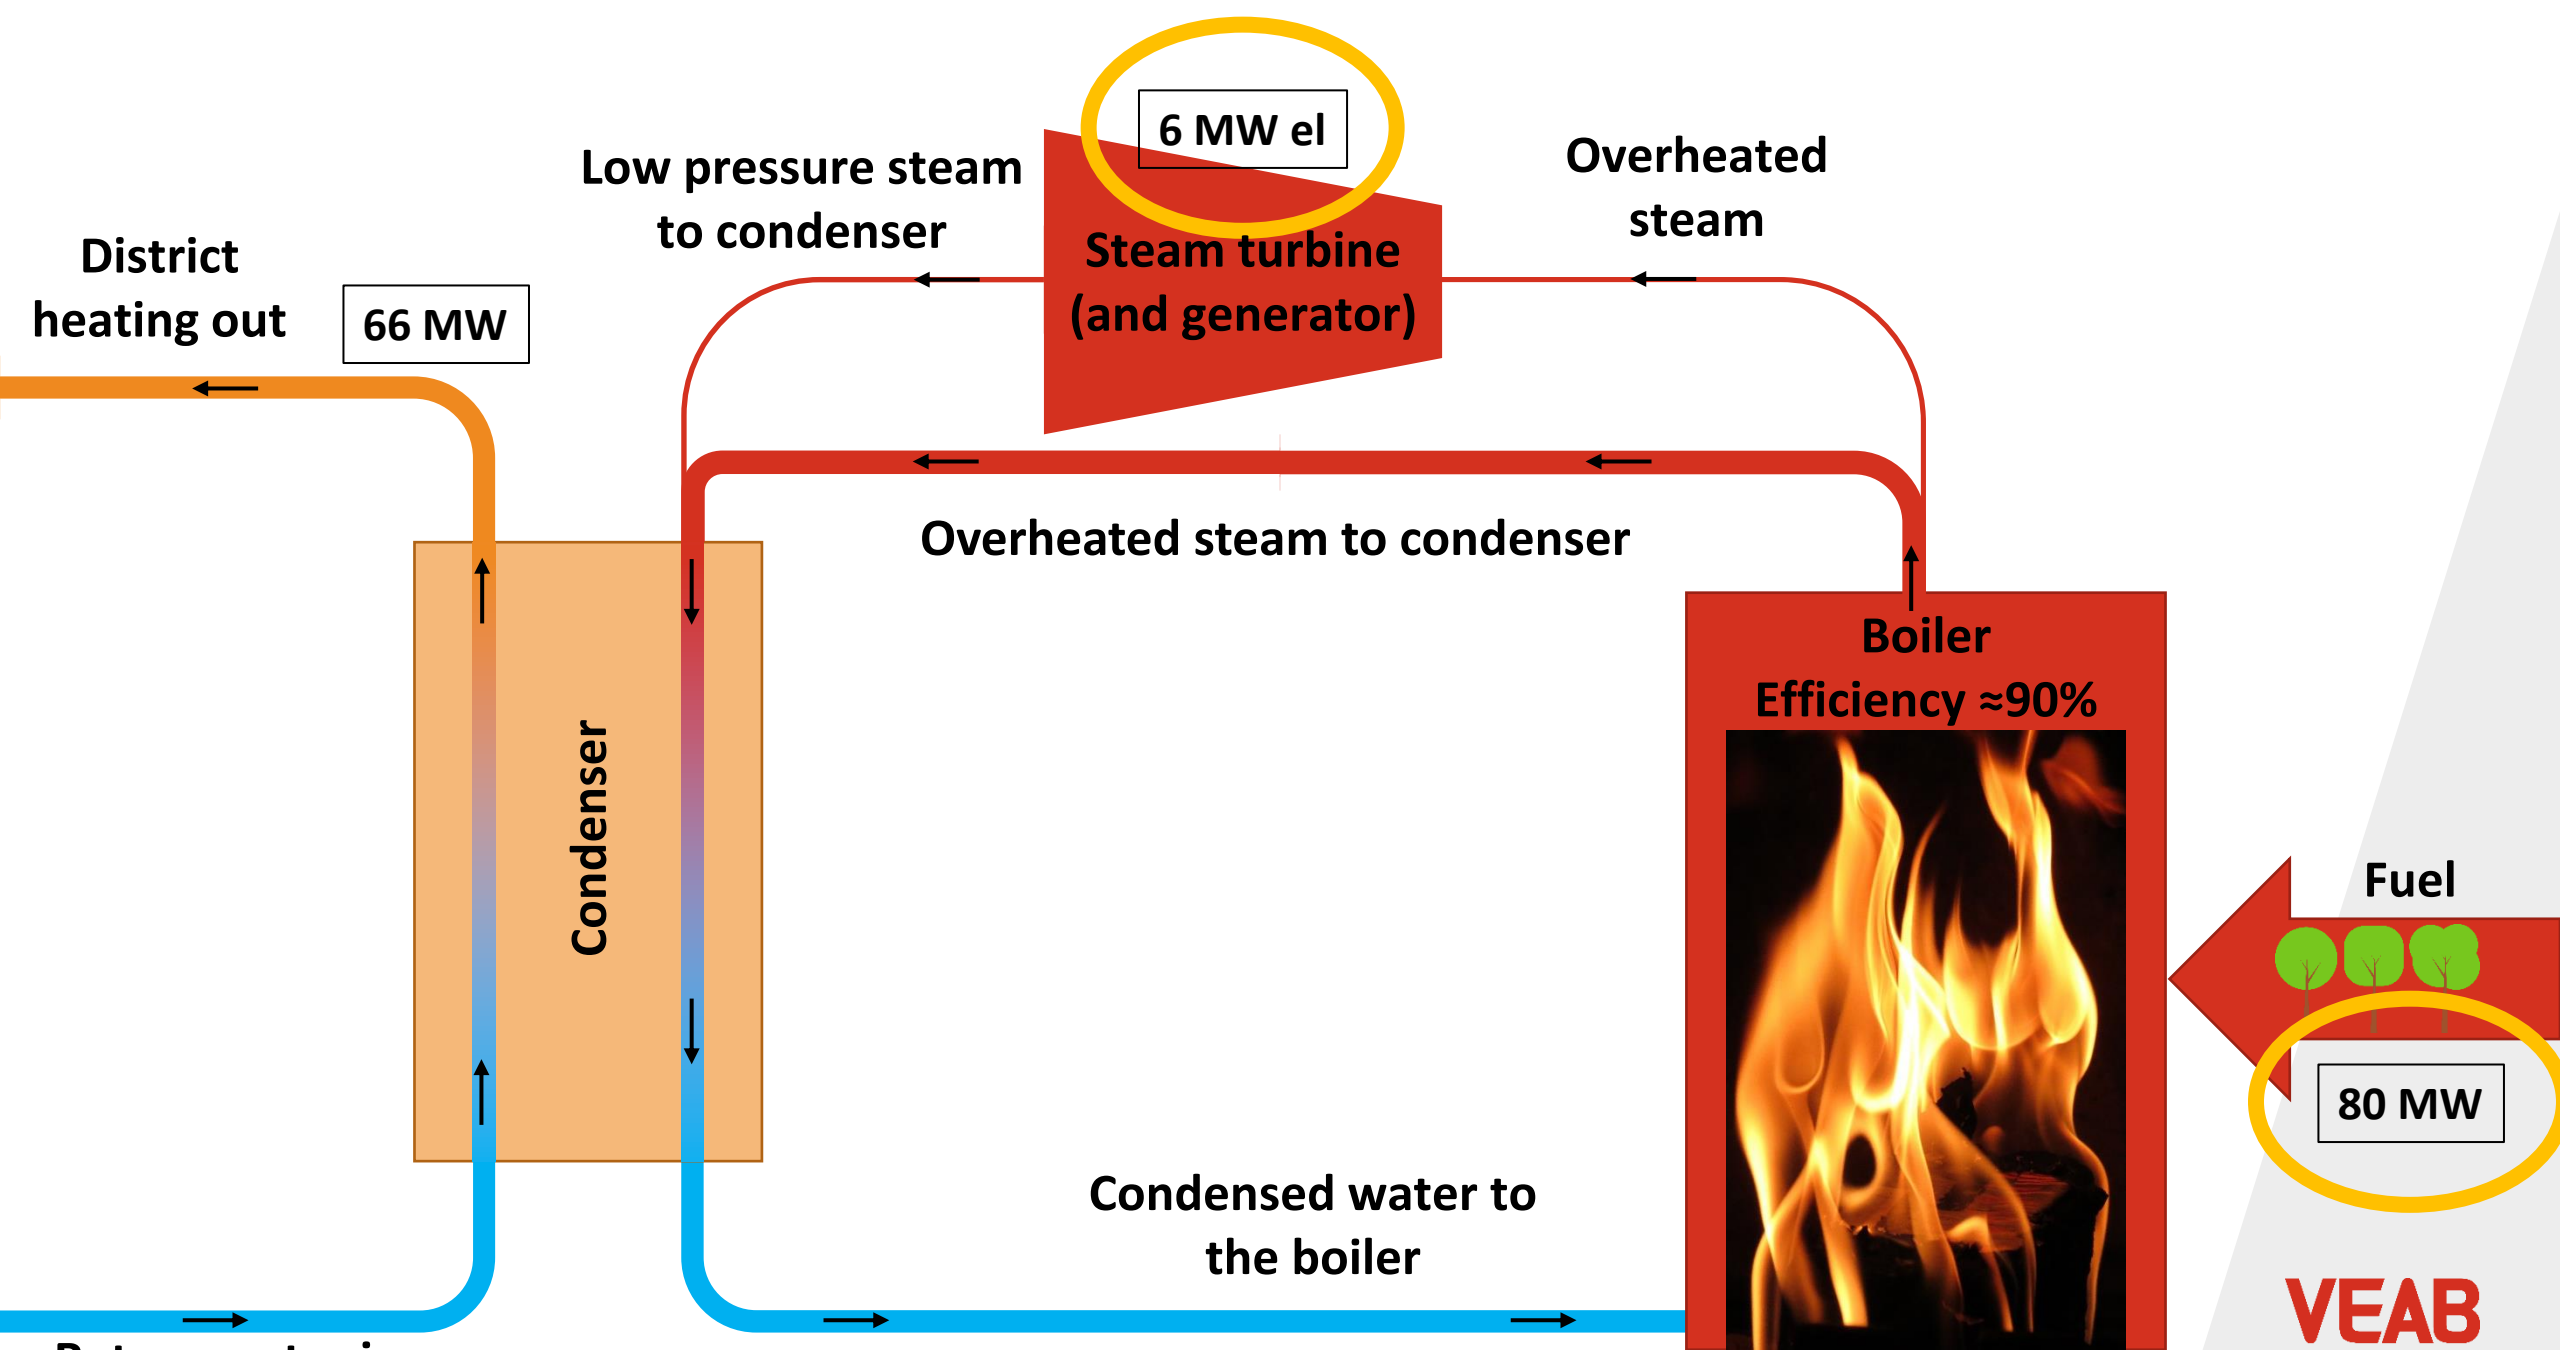 6 MW el
Low pressure steam
to condenser
Overheated
steam
District
heating out
66 MW
Steam turbine
(and generator)
Overheated steam to condenser
Boiler
Efficiency ≈90%
Condenser
Fuel
80 MW
Condensed water to
the boiler
VEAB